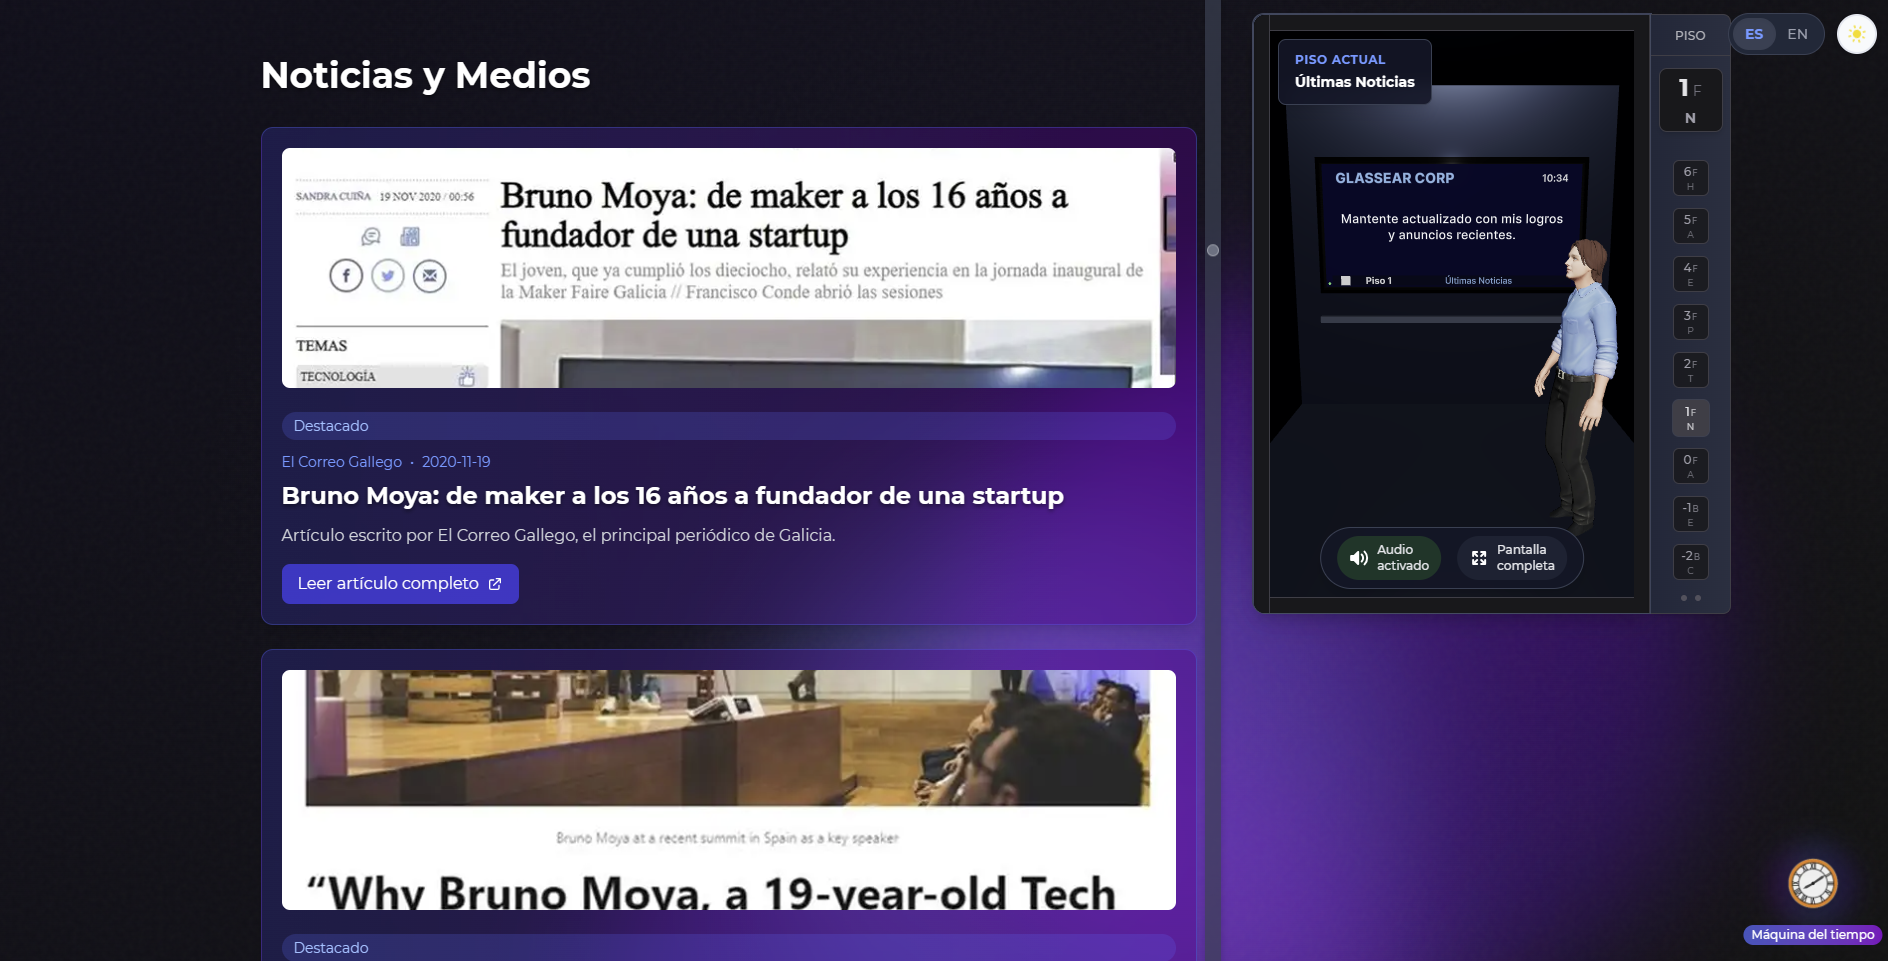 Noticias y Medios
SANDRA CUIÑA 19 NOV 2020 / 00:56
Bruno Moya: de maker a los 16 años a
fundador de una startup
El joven, que ya cumplió los dieciocho, relató su experiencia en la jornada inaugural de
la Maker Faire Galicia // Francisco Conde abrió las sesiones
TEMAS
TECNOLOGÍA
Destacado
El Correo Gallego • 2020-11-19
Bruno Moya: de maker a los 16 años a fundador de una startup
Artículo escrito por El Correo Gallego, el principal periódico de Galicia.
Leer artículo completo
Bruno Moya at a recent summit in Spain as a key speaker
“Why Bruno Moya, a 19-year-old Tech
Destacado
PISO ACTUAL
Últimas Noticias
GLASSEAR CORP 10:34
Mantente actualizado con mis logros
y anuncios recientes.
Piso 1 Últimas Noticias
Audio
activado
Pantalla
completa
PISO
1 F
N
6F
H
5F
A
4F
E
3F
P
2F
T
1F
N
0F
A
-1B
E
-2B
C
ES EN
Máquina del tiempo